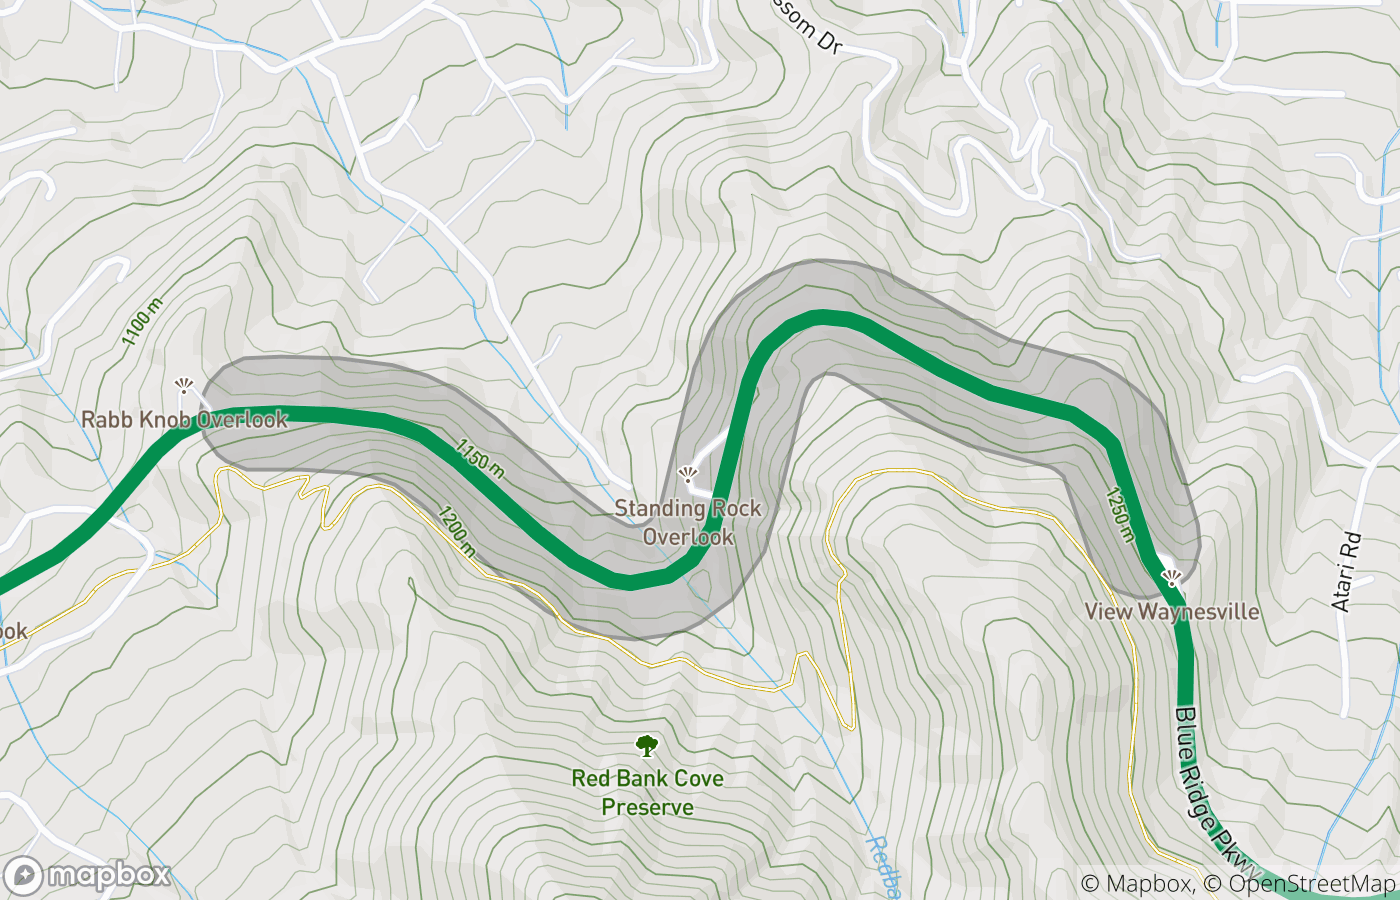 ssom Dr
1100 m
Rabb Knob Overlook
1150 m
Standing Rock
Overlook
1200 m
1250 m
Atari Rd
View Waynesville
ook
Blue Ridge Pkwy
Red Bank Cove
Preserve
Redba
mapbox
© Mapbox, © OpenStreetMap